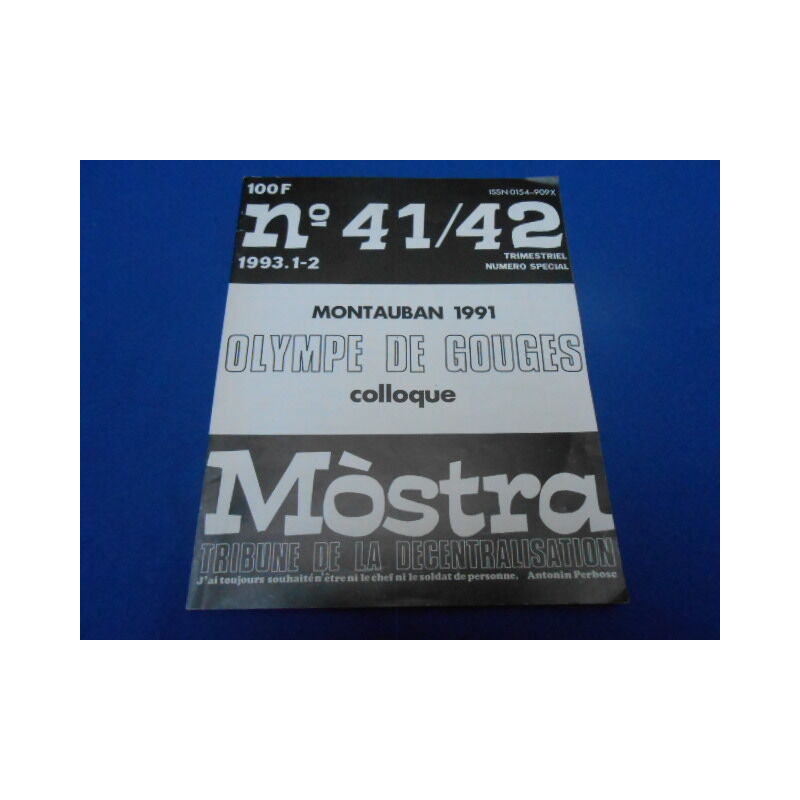 100 F
ISSN 0154-909X
nº 41/42
1993.1-2
TRIMESTRIEL
NUMERO SPECIAL
MONTAUBAN 1991
OLYMPE DE GOUGES
colloque
Mòstra
TRIBUNE DE LA DECENTRALISATION
J'ai toujours souhaité n'être ni le chef ni le soldat de personne. Antonin Perbosc